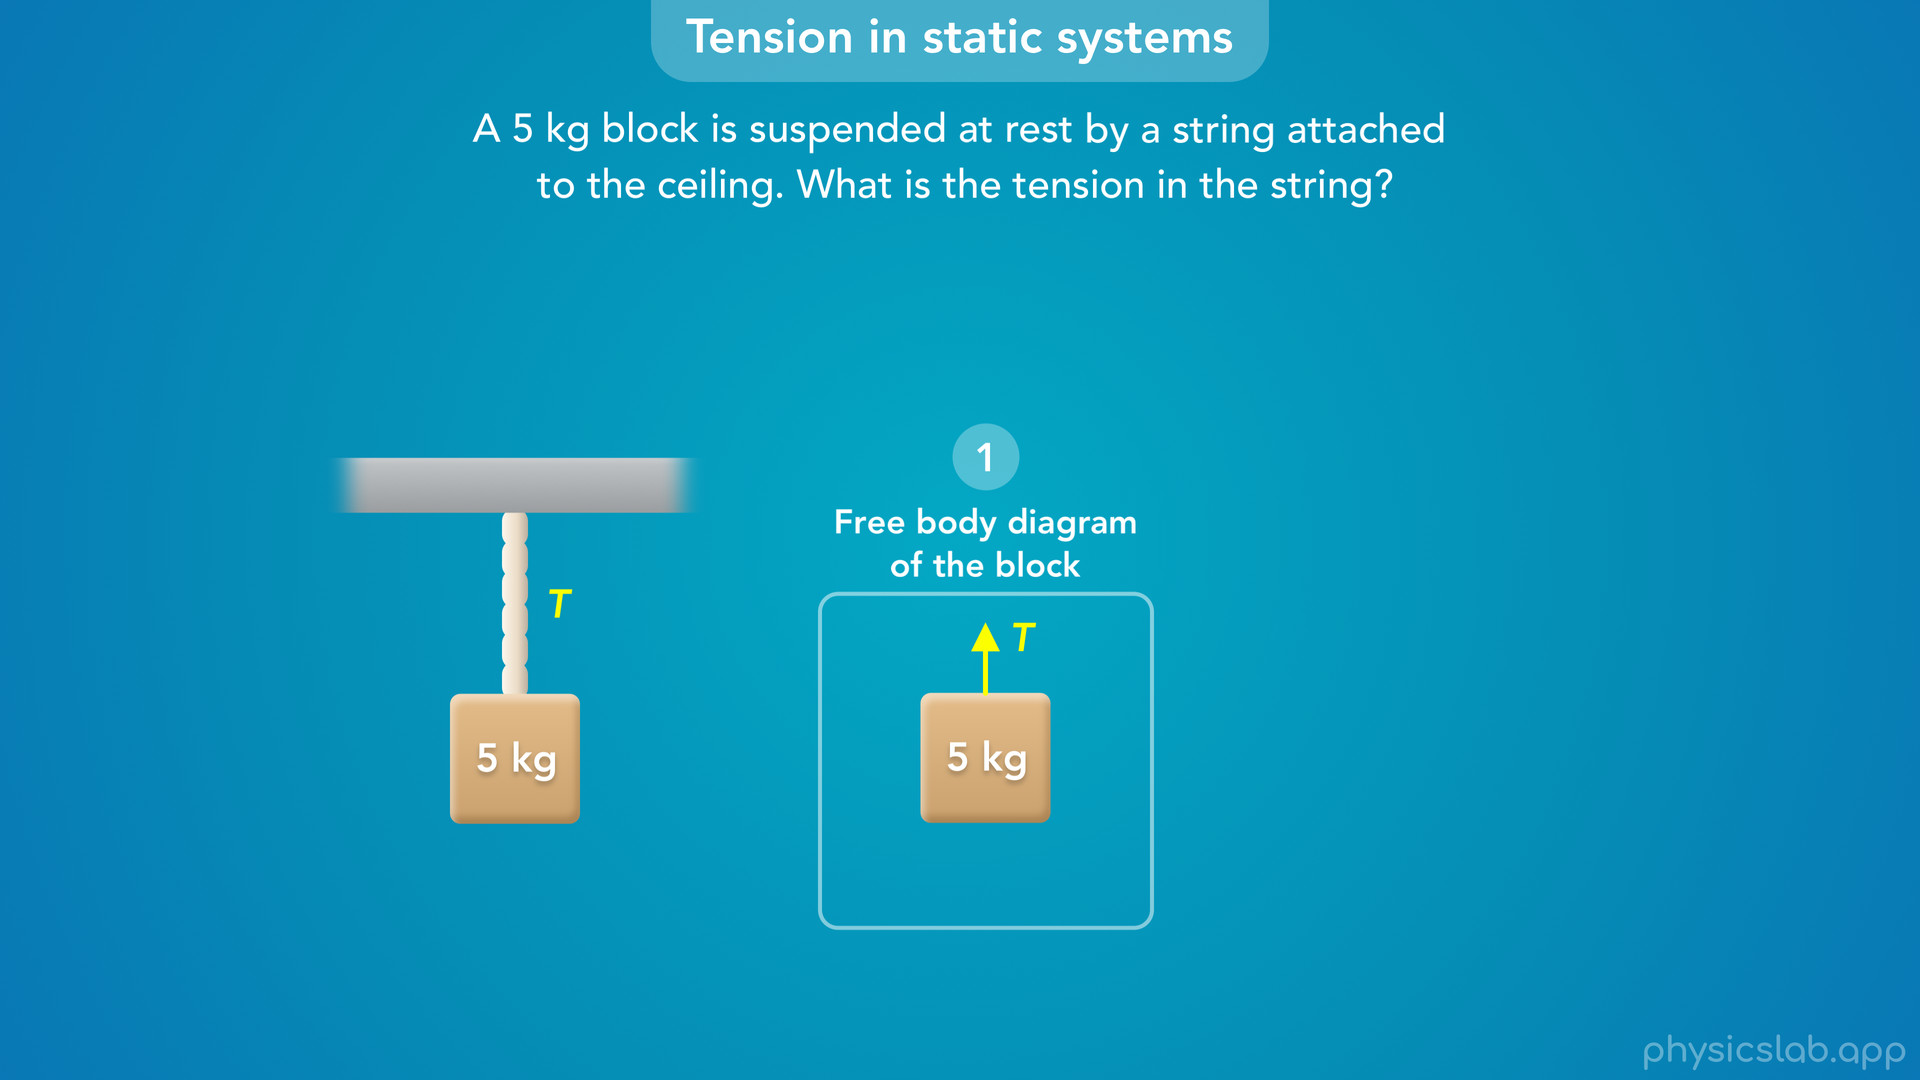 Tension in static systems
A 5 kg block is suspended at rest by a string attached
to the ceiling. What is the tension in the string?
1
Free body diagram
of the block
T
T
5 kg
5 kg
physicslab.app